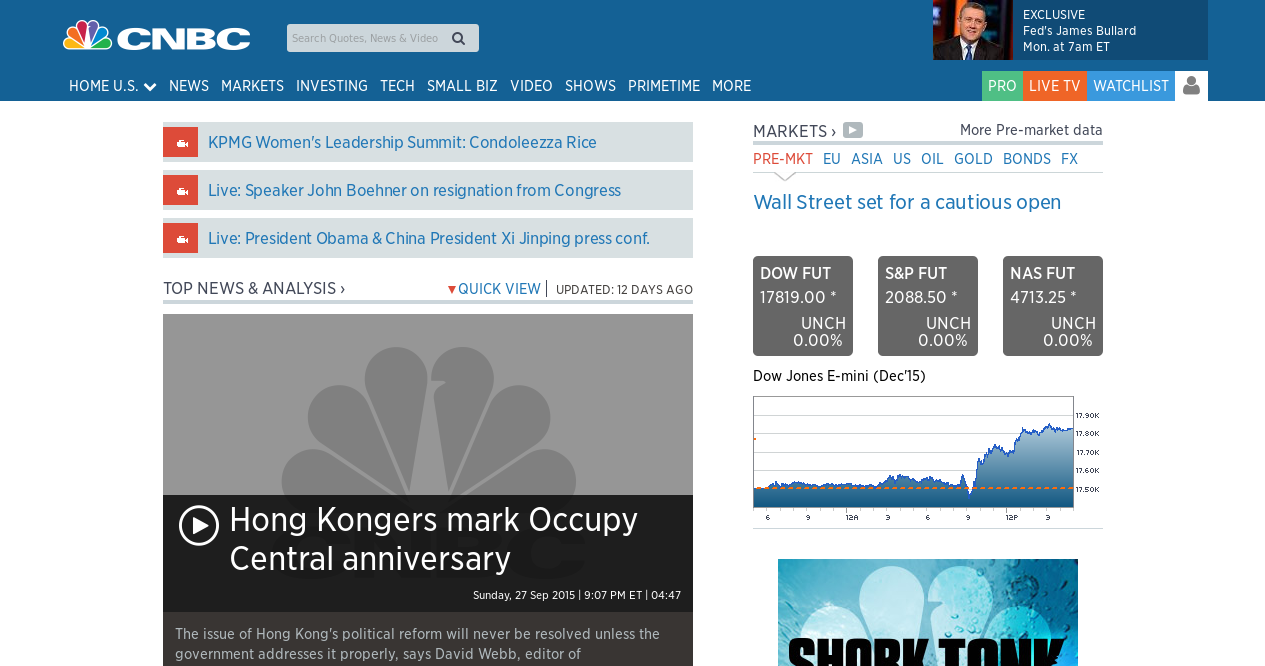 CNBC
Search Quotes, News & Video
EXCLUSIVE
Fed's James Bullard
Mon. at 7am ET
HOME U.S. NEWS MARKETS INVESTING TECH SMALL BIZ VIDEO SHOWS PRIMETIME MORE PRO LIVE TV WATCHLIST
KPMG Women's Leadership Summit: Condoleezza Rice
Live: Speaker John Boehner on resignation from Congress
Live: President Obama & China President Xi Jinping press conf.
TOP NEWS & ANALYSIS ›
▼QUICK VIEW | UPDATED: 12 DAYS AGO
CNBC
Hong Kongers mark Occupy
Central anniversary
Sunday, 27 Sep 2015 | 9:07 PM ET | 04:47
The issue of Hong Kong's political reform will never be resolved unless the
government addresses it properly, says David Webb, editor of
MARKETS ›
More Pre-market data
PRE-MKT EU ASIA US OIL GOLD BONDS FX
Wall Street set for a cautious open
DOW FUT
17819.00 *
UNCH
0.00%
S&P FUT
2088.50 *
UNCH
0.00%
NAS FUT
4713.25 *
UNCH
0.00%
Dow Jones E-mini (Dec'15)
17.90K
17.80K
17.70K
17.60K
17.50K
6 9 12A 3 6 9 12P 3
SHARK TANK